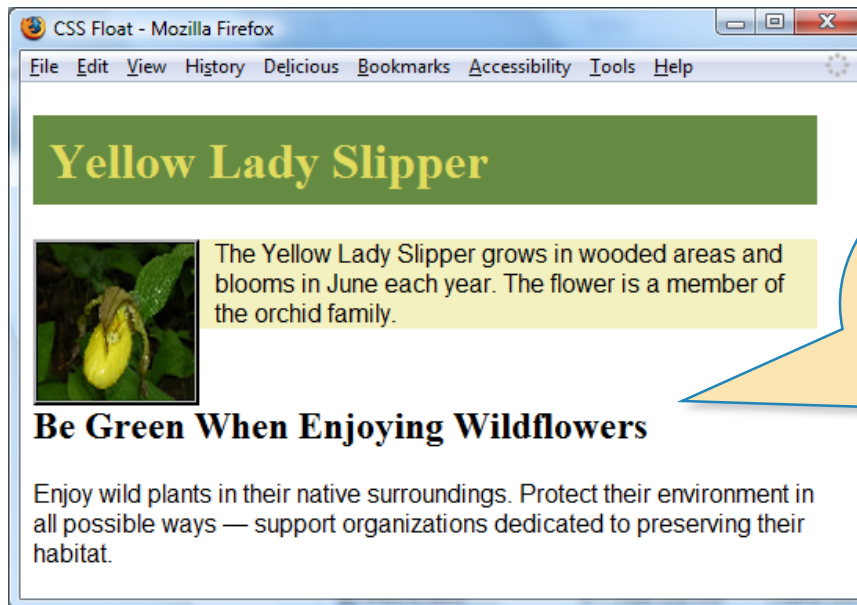 CSS Float - Mozilla Firefox
File Edit View History Delicious Bookmarks Accessibility Tools Help
Yellow Lady Slipper
The Yellow Lady Slipper grows in wooded areas and
blooms in June each year. The flower is a member of
the orchid family.
Be Green When Enjoying Wildflowers
Enjoy wild plants in their native surroundings. Protect their environment in
all possible ways — support organizations dedicated to preserving their
habitat.